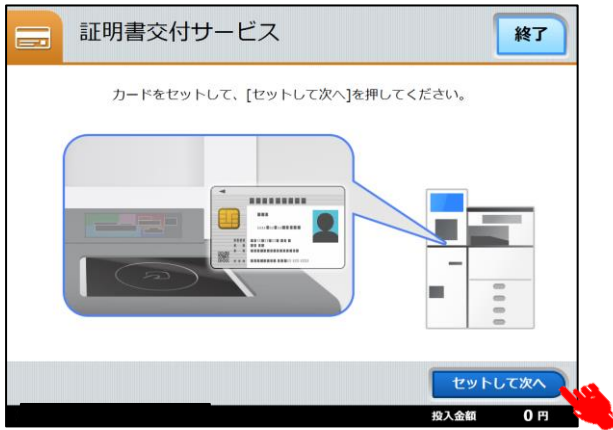 証明書交付サービス
終了
カードをセットして、[セットして次へ]を押してください。
セットして次へ
投入金額 0 円